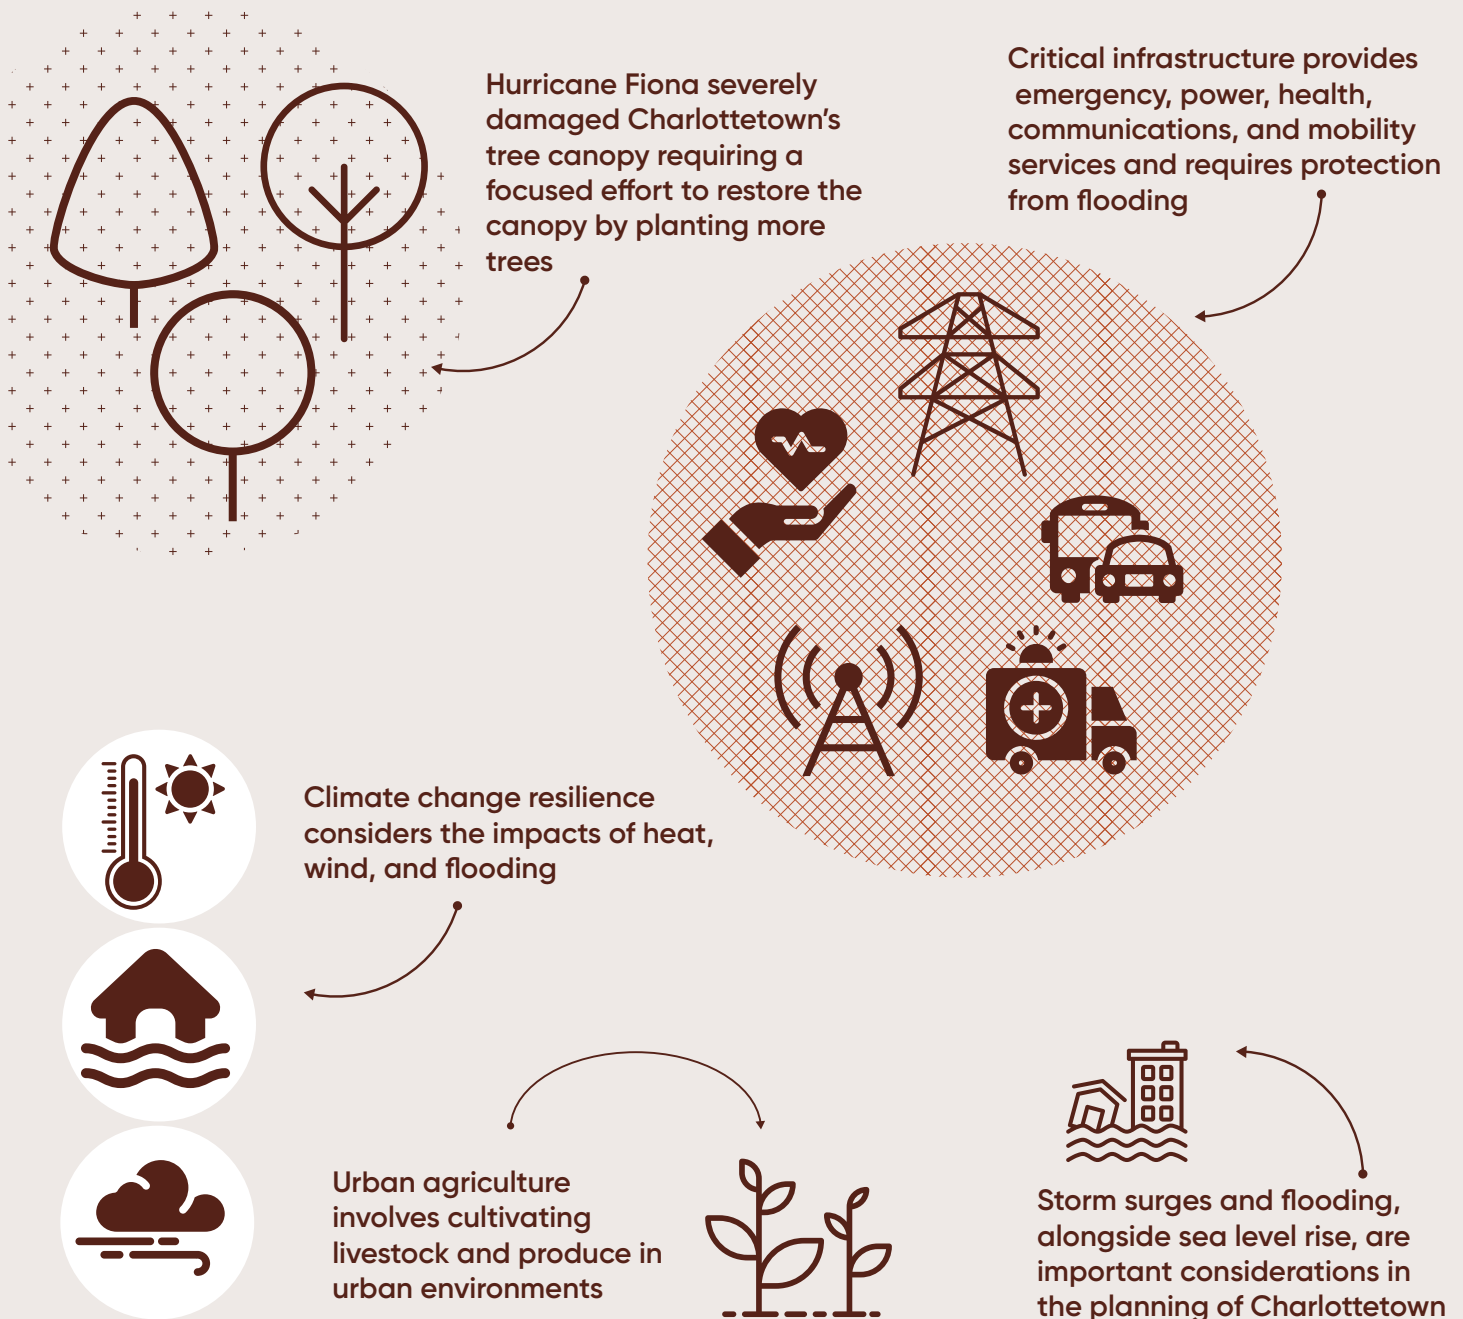 Hurricane Fiona severely
damaged Charlottetown’s
tree canopy requiring a
focused effort to restore the
canopy by planting more
trees
Critical infrastructure provides
emergency, power, health,
communications, and mobility
services and requires protection
from flooding
Climate change resilience
considers the impacts of heat,
wind, and flooding
Urban agriculture
involves cultivating
livestock and produce in
urban environments
Storm surges and flooding,
alongside sea level rise, are
important considerations in
the planning of Charlottetown